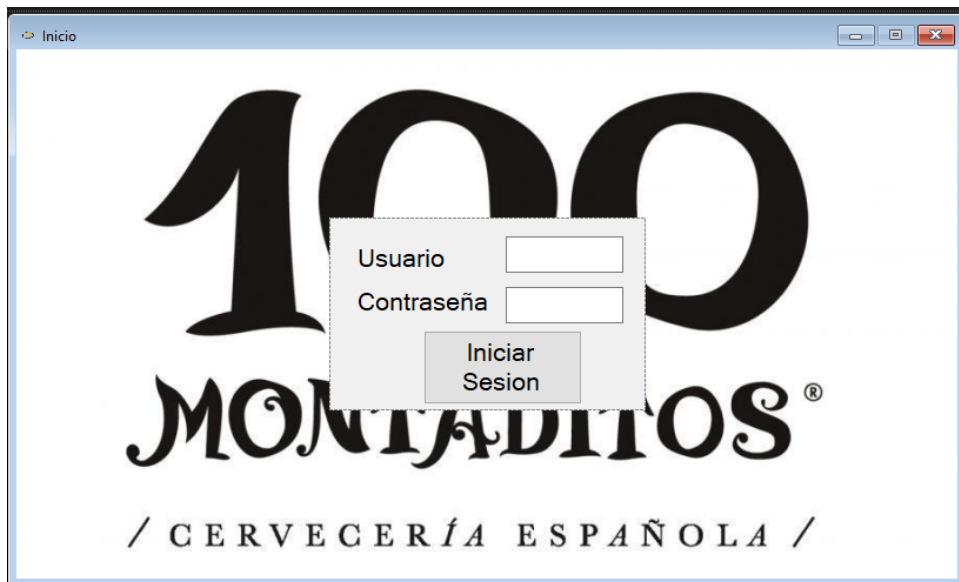 Inicio
100
Usuario
Contraseña
Iniciar
Sesion
MONTADITOS®
/ CERVECERÍA ESPAÑOLA /